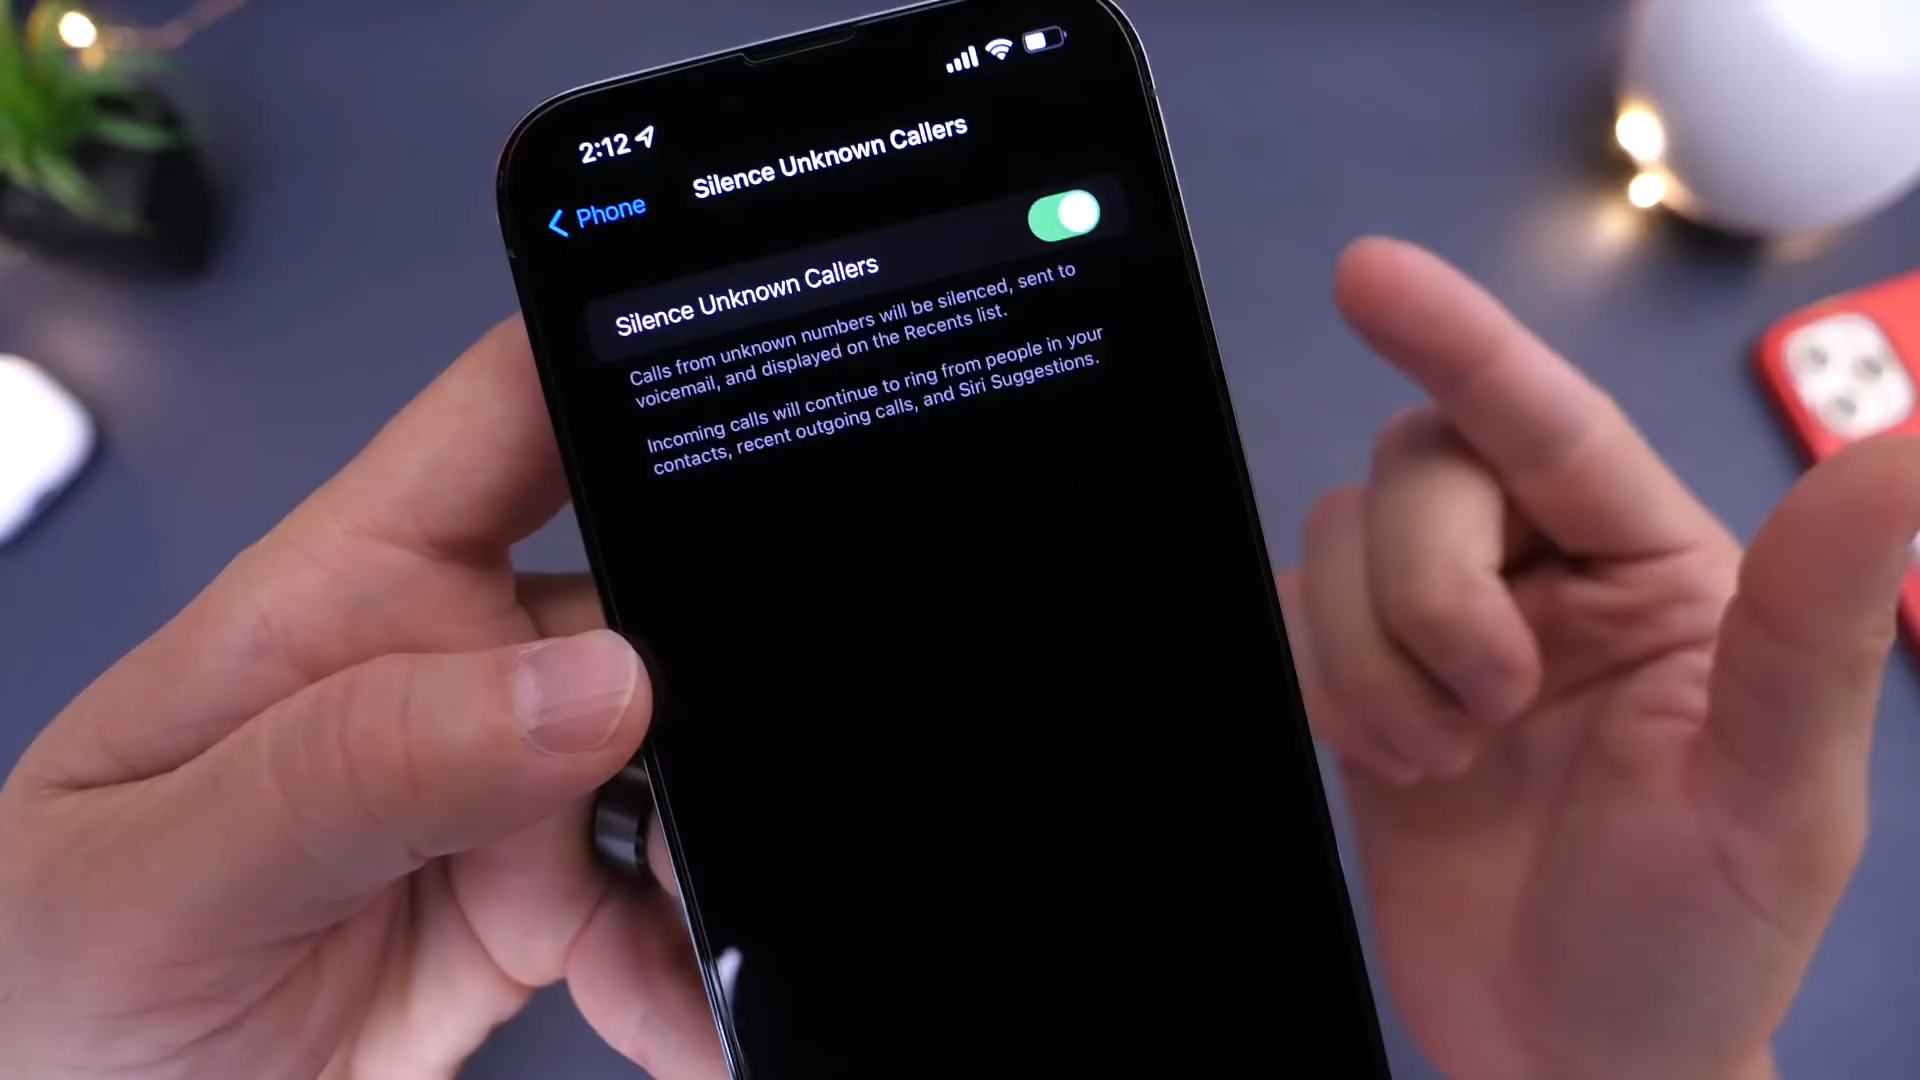 2:12
Phone
Silence Unknown Callers
Silence Unknown Callers
Calls from unknown numbers will be silenced, sent to
voicemail, and displayed on the Recents list.
Incoming calls will continue to ring from people in your
contacts, recent outgoing calls, and Siri Suggestions.